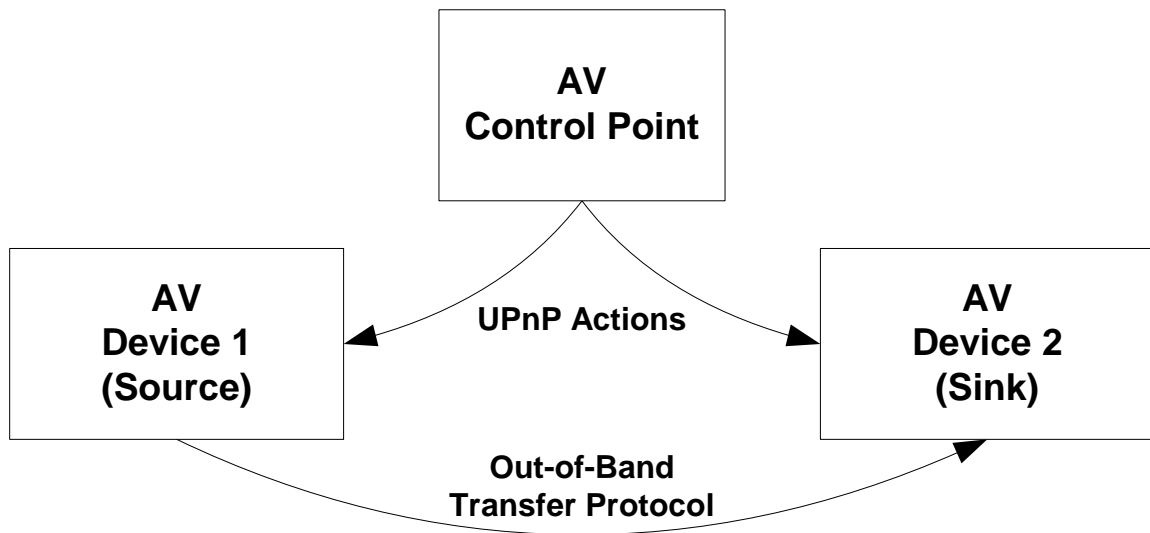 AV
Control Point
AV
Device 1
(Source)
UPnP Actions
AV
Device 2
(Sink)
Out-of-Band
Transfer Protocol